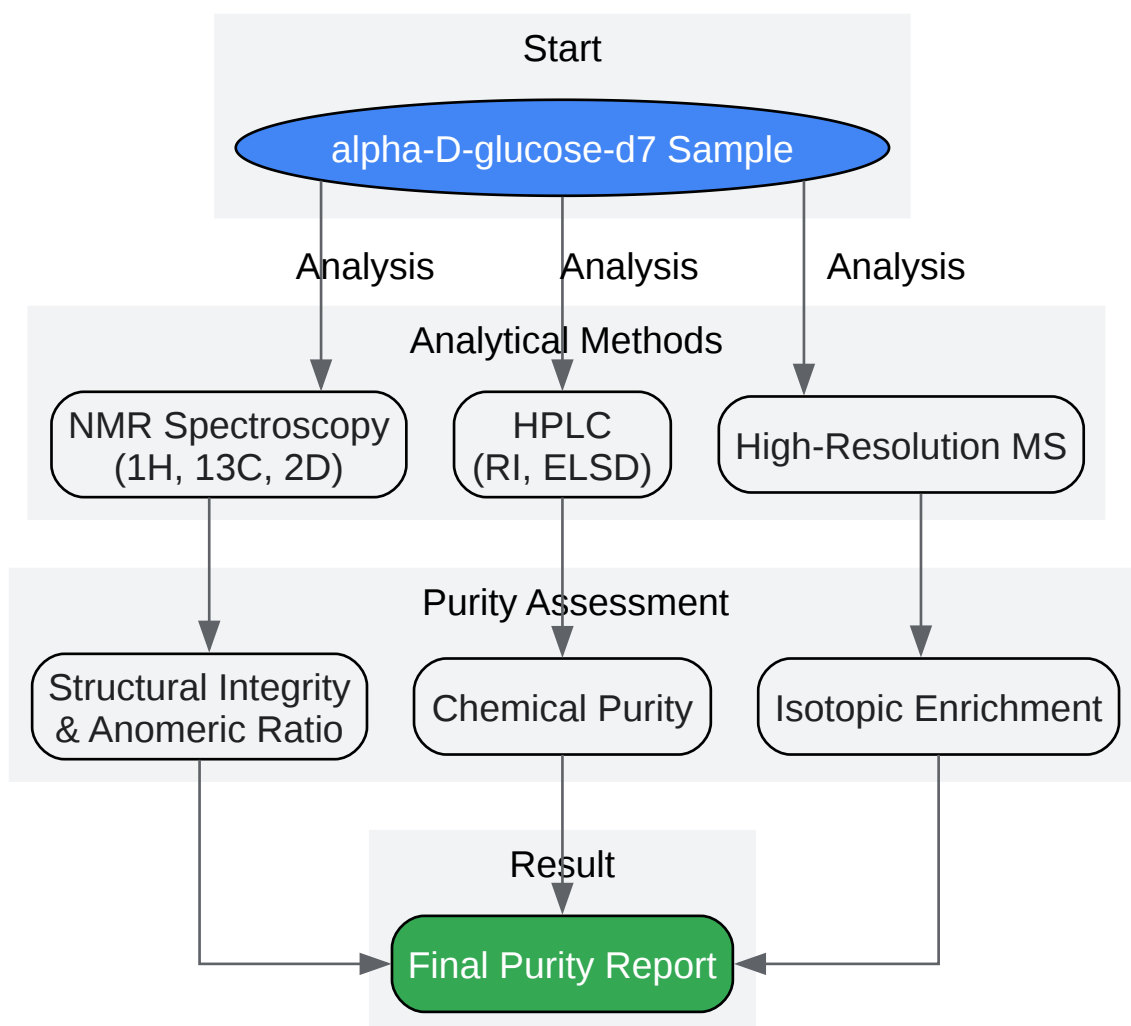 Start
alpha-D-glucose-d7 Sample
Analysis
Analysis
Analysis
Analytical Methods
NMR Spectroscopy
(1H, 13C, 2D)
HPLC
(RI, ELSD)
High-Resolution MS
Purity Assessment
Structural Integrity
& Anomeric Ratio
Chemical Purity
Isotopic Enrichment
Result
Final Purity Report